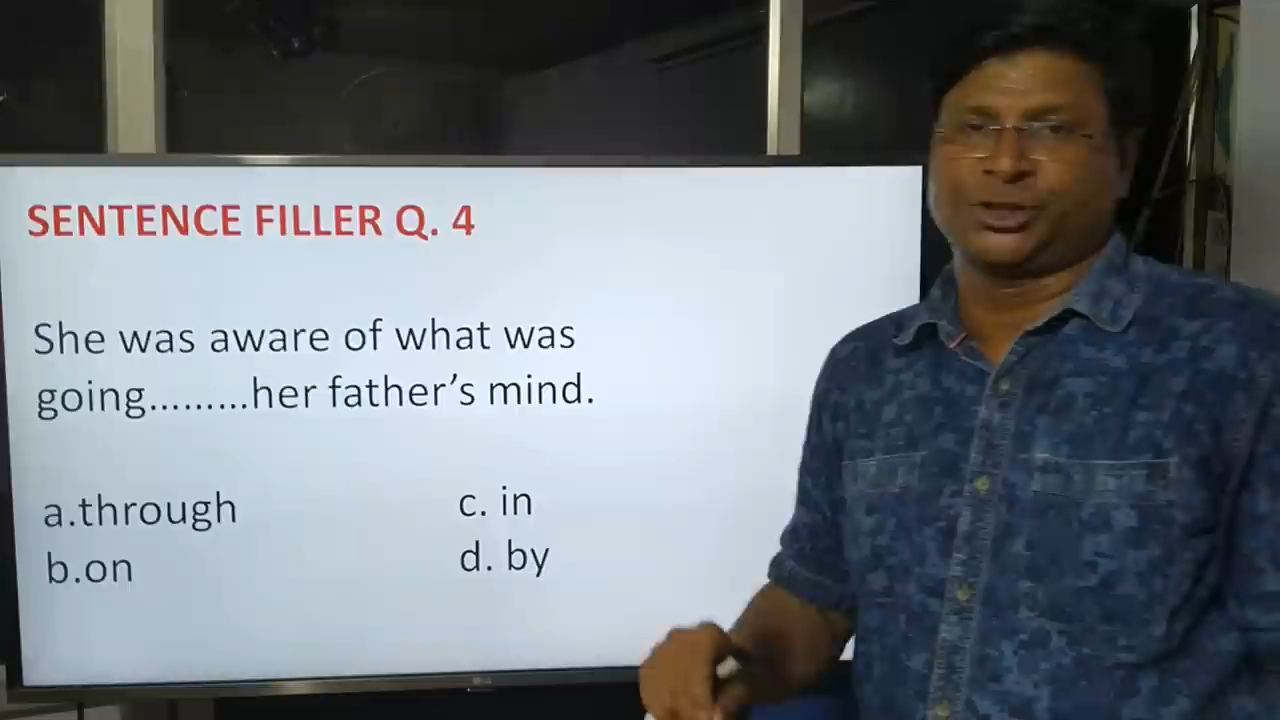 SENTENCE FILLER Q. 4
She was aware of what was
going.........her father’s mind.
a.through
c. in
b.on
d. by